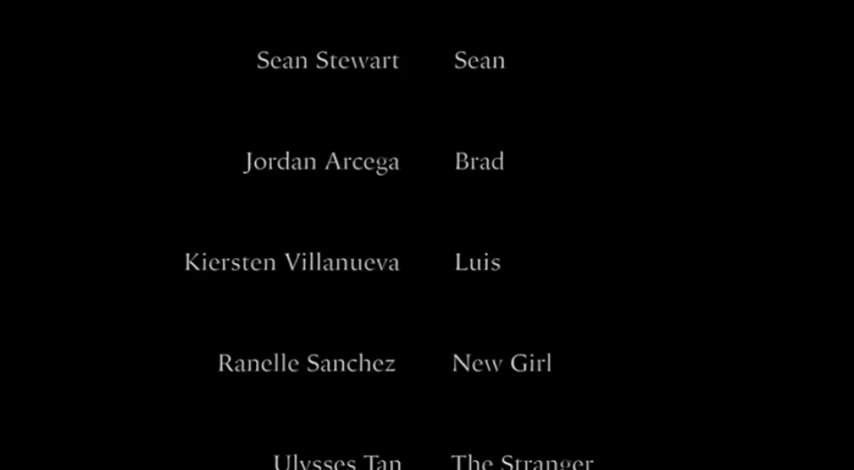 Sean Stewart Sean
Jordan Arcega Brad
Kiersten Villanueva Luis
Ranelle Sanchez New Girl
Ulysses Tan The Stranger